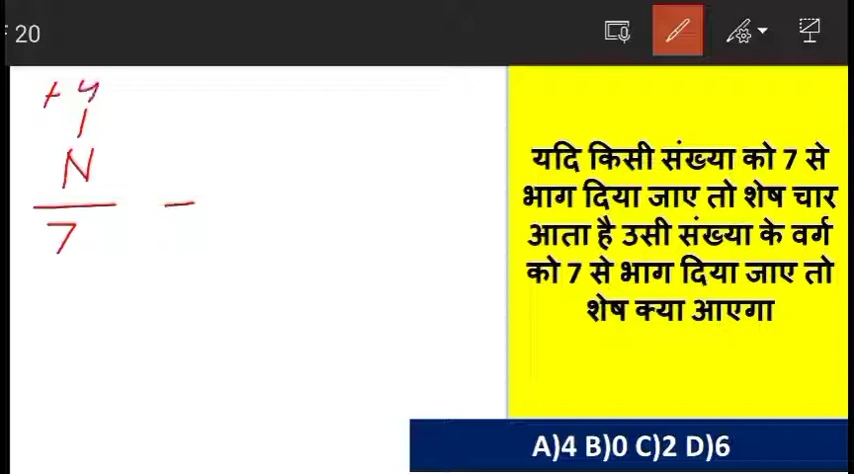 20
+4
N
7
यदि किसी संख्या को 7 से
भाग दिया जाए तो शेष चार
आता है उसी संख्या के वर्ग
को 7 से भाग दिया जाए तो
शेष क्या आएगा
A)4 B)0 C)2 D)6